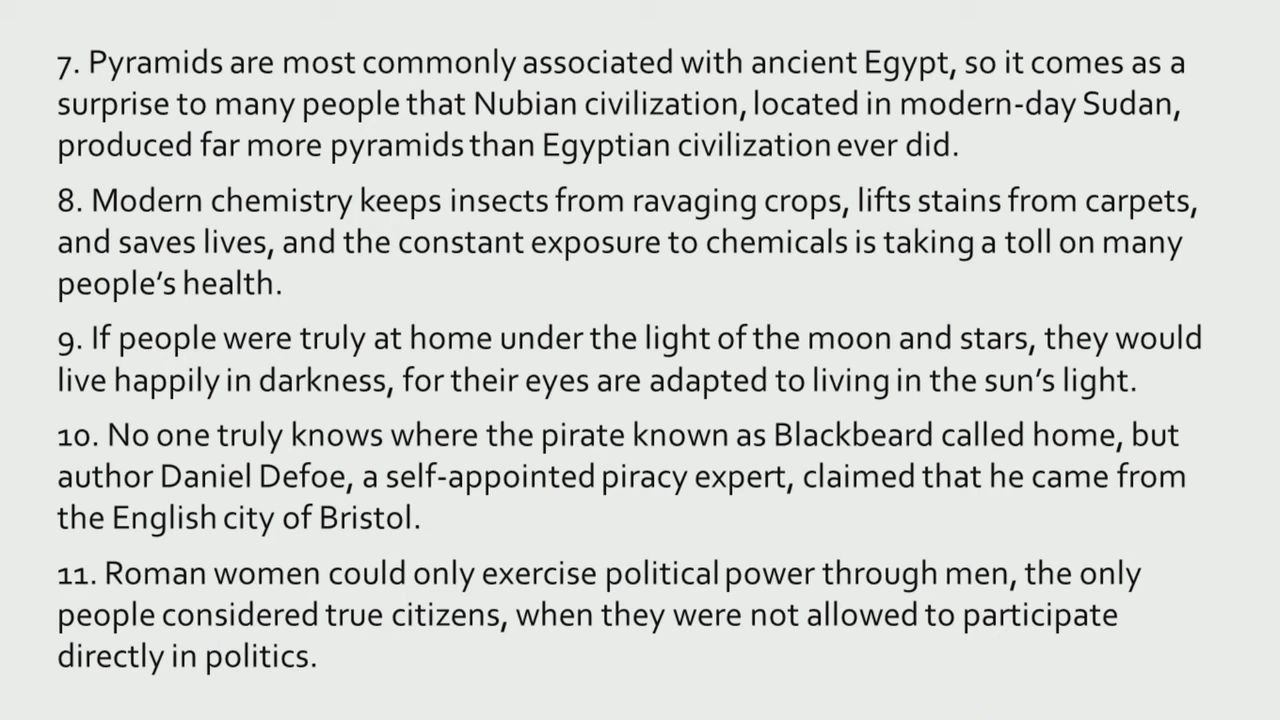 7. Pyramids are most commonly associated with ancient Egypt, so it comes as a
surprise to many people that Nubian civilization, located in modern-day Sudan,
produced far more pyramids than Egyptian civilization ever did.
8. Modern chemistry keeps insects from ravaging crops, lifts stains from carpets,
and saves lives, and the constant exposure to chemicals is taking a toll on many
people’s health.
9. If people were truly at home under the light of the moon and stars, they would
live happily in darkness, for their eyes are adapted to living in the sun’s light.
10. No one truly knows where the pirate known as Blackbeard called home, but
author Daniel Defoe, a self-appointed piracy expert, claimed that he came from
the English city of Bristol.
11. Roman women could only exercise political power through men, the only
people considered true citizens, when they were not allowed to participate
directly in politics.